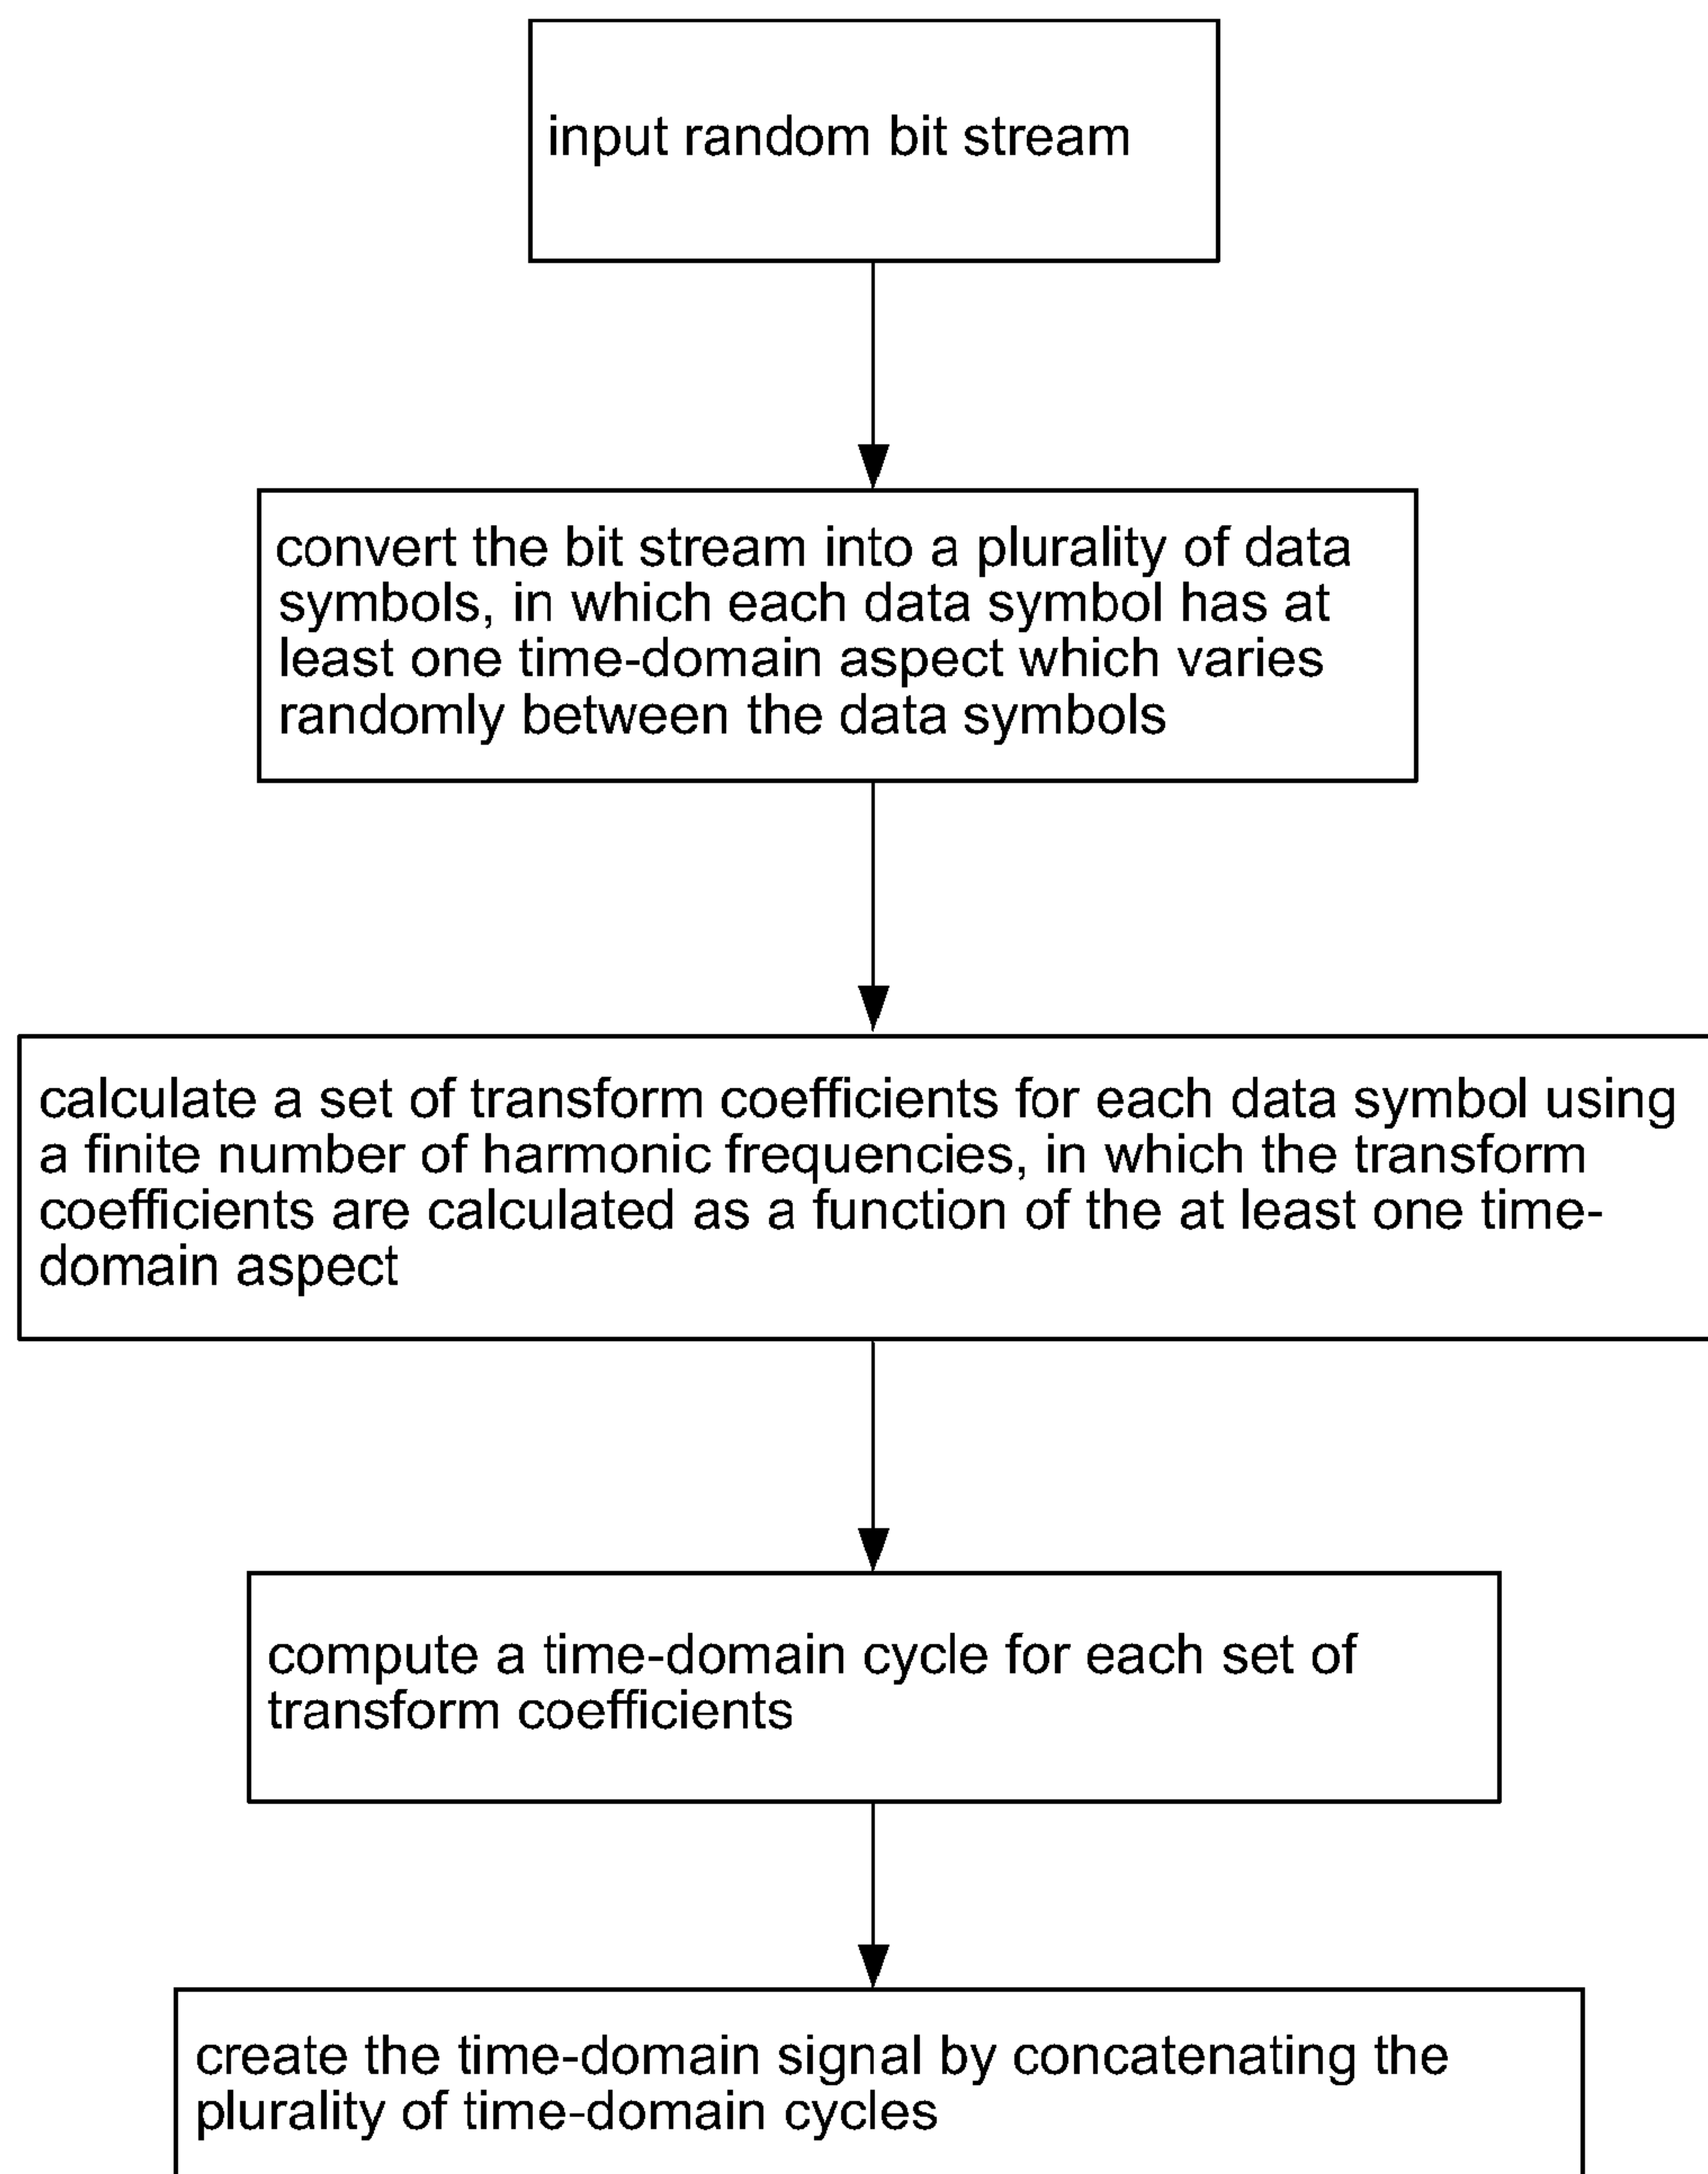 input random bit stream
convert the bit stream into a plurality of data
symbols, in which each data symbol has at
least one time-domain aspect which varies
randomly between the data symbols
calculate a set of transform coefficients for each data symbol using
a finite number of harmonic frequencies, in which the transform
coefficients are calculated as a function of the at least one time-
domain aspect
compute a time-domain cycle for each set of
transform coefficients
create the time-domain signal by concatenating the
plurality of time-domain cycles